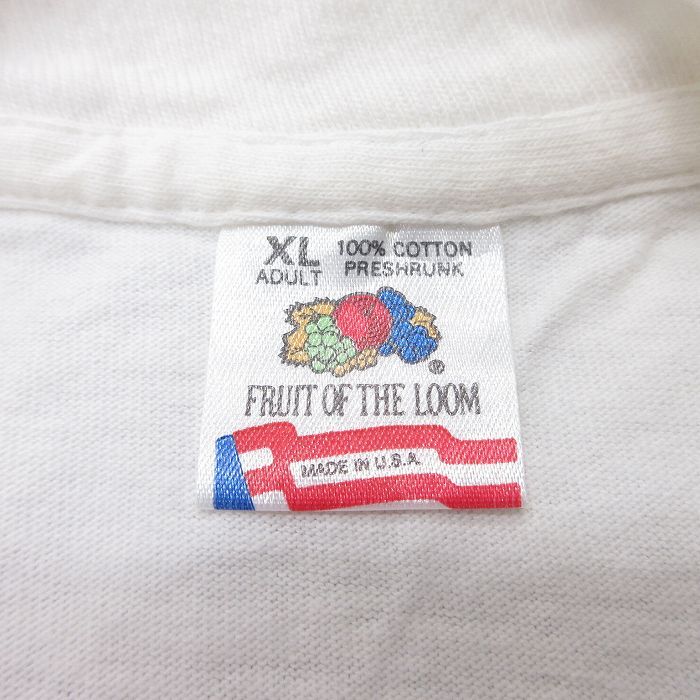 XL 100% COTTON
ADULT PRESHRUNK
®
FRUIT OF THE LOOM
MADE IN U.S.A.